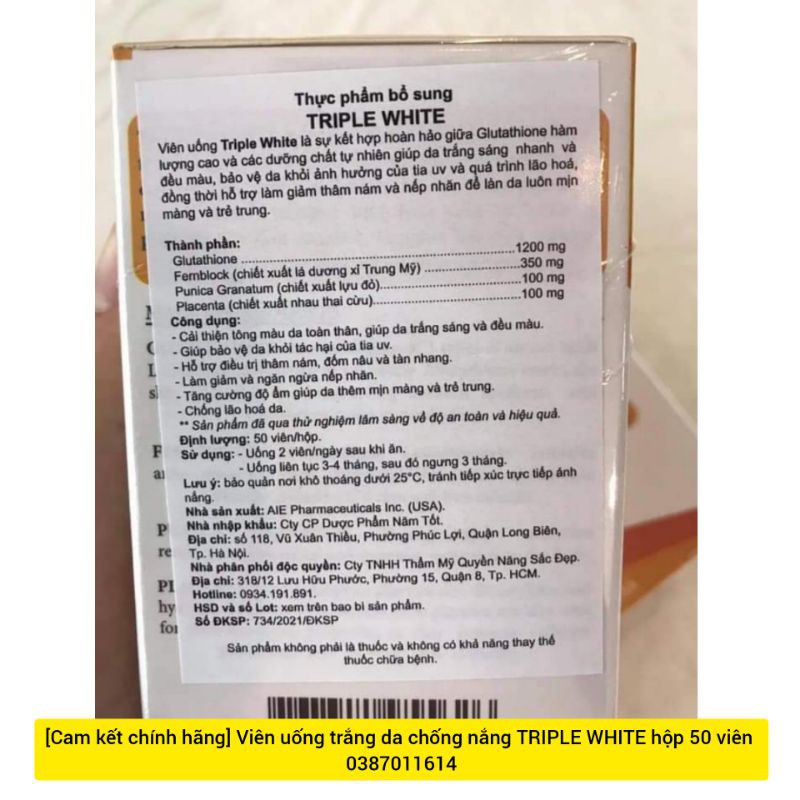 Thực phẩm bổ sung
TRIPLE WHITE
Viên uống Triple White là sự kết hợp hoàn hảo giữa Glutathione hàm
lượng cao và các dưỡng chất tự nhiên giúp da trắng sáng nhanh và
đều màu, bảo vệ da khỏi ảnh hưởng của tia uv và quá trình lão hoá,
đồng thời hỗ trợ làm giảm thâm nám và nếp nhăn để làn da luôn mịn
màng và trẻ trung.
Thành phần:
Glutathione ....................................................1200 mg
Fernblock (chiết xuất lá dương xỉ Trung Mỹ) ..................350 mg
Punica Granatum (chiết xuất lựu đỏ)...........................100 mg
Placenta (chiết xuất nhau thai cừu)............................100 mg
Công dụng:
- Cải thiện tông màu da toàn thân, giúp da trắng sáng và đều màu.
- Giúp bảo vệ da khỏi tác hại của tia uv.
- Hỗ trợ điều trị thâm nám, đốm nâu và tàn nhang.
- Làm giảm và ngăn ngừa nếp nhăn.
- Tăng cường độ ẩm giúp da thêm mịn màng và trẻ trung.
- Chống lão hoá da.
** Sản phẩm đã qua thử nghiệm lâm sàng về độ an toàn và hiệu quả.
Định lượng: 50 viên/hộp.
Sử dụng: - Uống 2 viên/ngày sau khi ăn.
- Uống liên tục 3-4 tháng, sau đó ngưng 3 tháng.
Lưu ý: bảo quản nơi khô thoáng dưới 25°C, tránh tiếp xúc trực tiếp ánh
nắng.
Nhà sản xuất: AIE Pharmaceuticals Inc. (USA).
Nhà nhập khẩu: Cty CP Dược Phẩm Năm Tốt.
Địa chỉ: số 118, Vũ Xuân Thiều, Phường Phúc Lợi, Quận Long Biên,
Tp. Hà Nội.
Nhà phân phối độc quyền: Cty TNHH Thẩm Mỹ Quyền Năng Sắc Đẹp.
Địa chỉ: 318/12 Lưu Hữu Phước, Phường 15, Quận 8, Tp. HCM.
Hotline: 0934.191.891.
HSD và số Lot: xem trên bao bì sản phẩm.
Số ĐKSP: 734/2021/ĐKSP
Sản phẩm không phải là thuốc và không có khả năng thay thế
thuốc chữa bệnh.
[Cam kết chính hãng] Viên uống trắng da chống nắng TRIPLE WHITE hộp 50 viên
0387011614